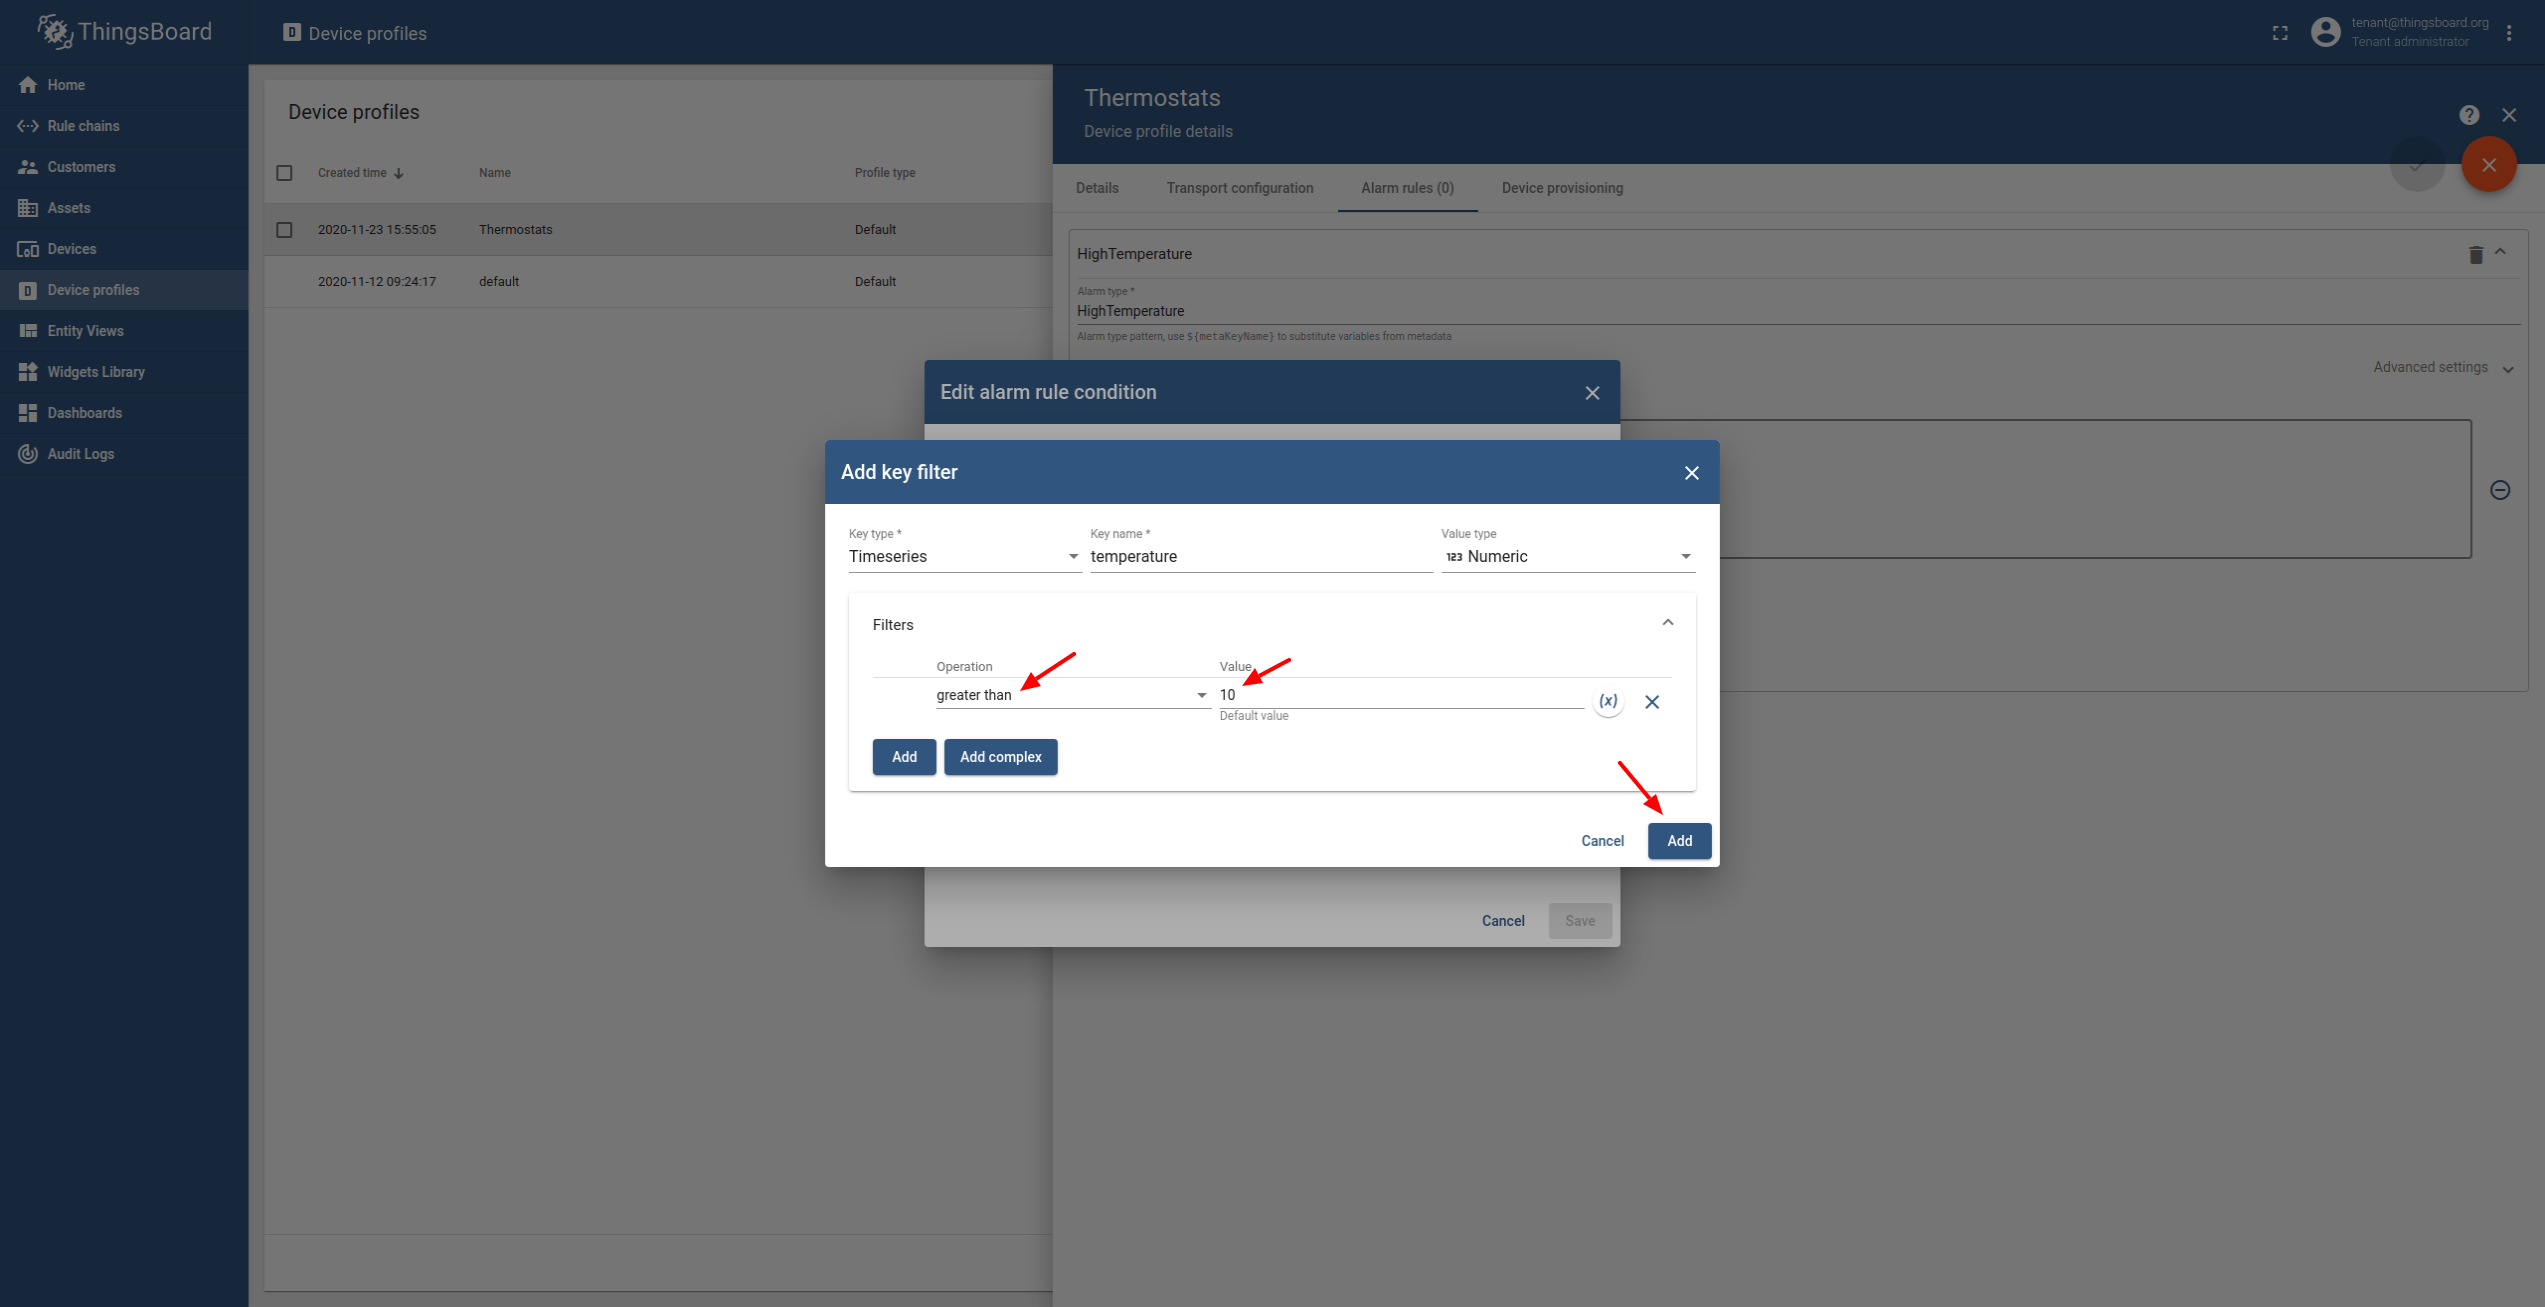 ThingsBoard
Device profiles
tenant@thingsboard.org
Tenant administrator
Home
Rule chains
Customers
Assets
Devices
Device profiles
Entity Views
Widgets Library
Dashboards
Audit Logs
Device profiles
Created time Name Profile type
2020-11-23 15:55:05 Thermostats Default
2020-11-12 09:24:17 default Default
Thermostats
Device profile details
Details Transport configuration Alarm rules (0) Device provisioning
HighTemperature
Alarm type *
HighTemperature
Alarm type pattern, use ${metaKeyName} to substitute variables from metadata
Advanced settings
Edit alarm rule condition
Add key filter
Key type * Key name * Value type
Timeseries temperature 123 Numeric
Filters
Operation Value
greater than 10 (x)
Default value
Add Add complex
Cancel Add
Cancel Save